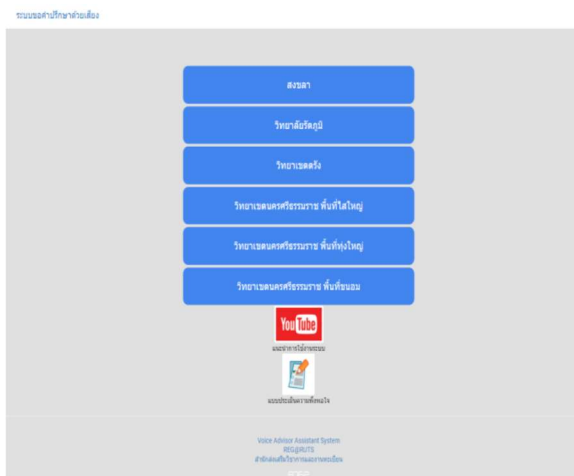 ระบบขอคำปรึกษาด้วยเสียง
สงขลา
วิทยาลัยรัตภูมิ
วิทยาเขตตรัง
วิทยาเขตนครศรีธรรมราช พื้นที่ไสใหญ่
วิทยาเขตนครศรีธรรมราช พื้นที่ทุ่งใหญ่
วิทยาเขตนครศรีธรรมราช พื้นที่ขนอม
YouTube
แนะนำการใช้งานระบบ
แบบประเมินความพึงพอใจ
Voice Advisor Assistant System
REG@RUTS
สำนักส่งเสริมวิชาการและงานทะเบียน